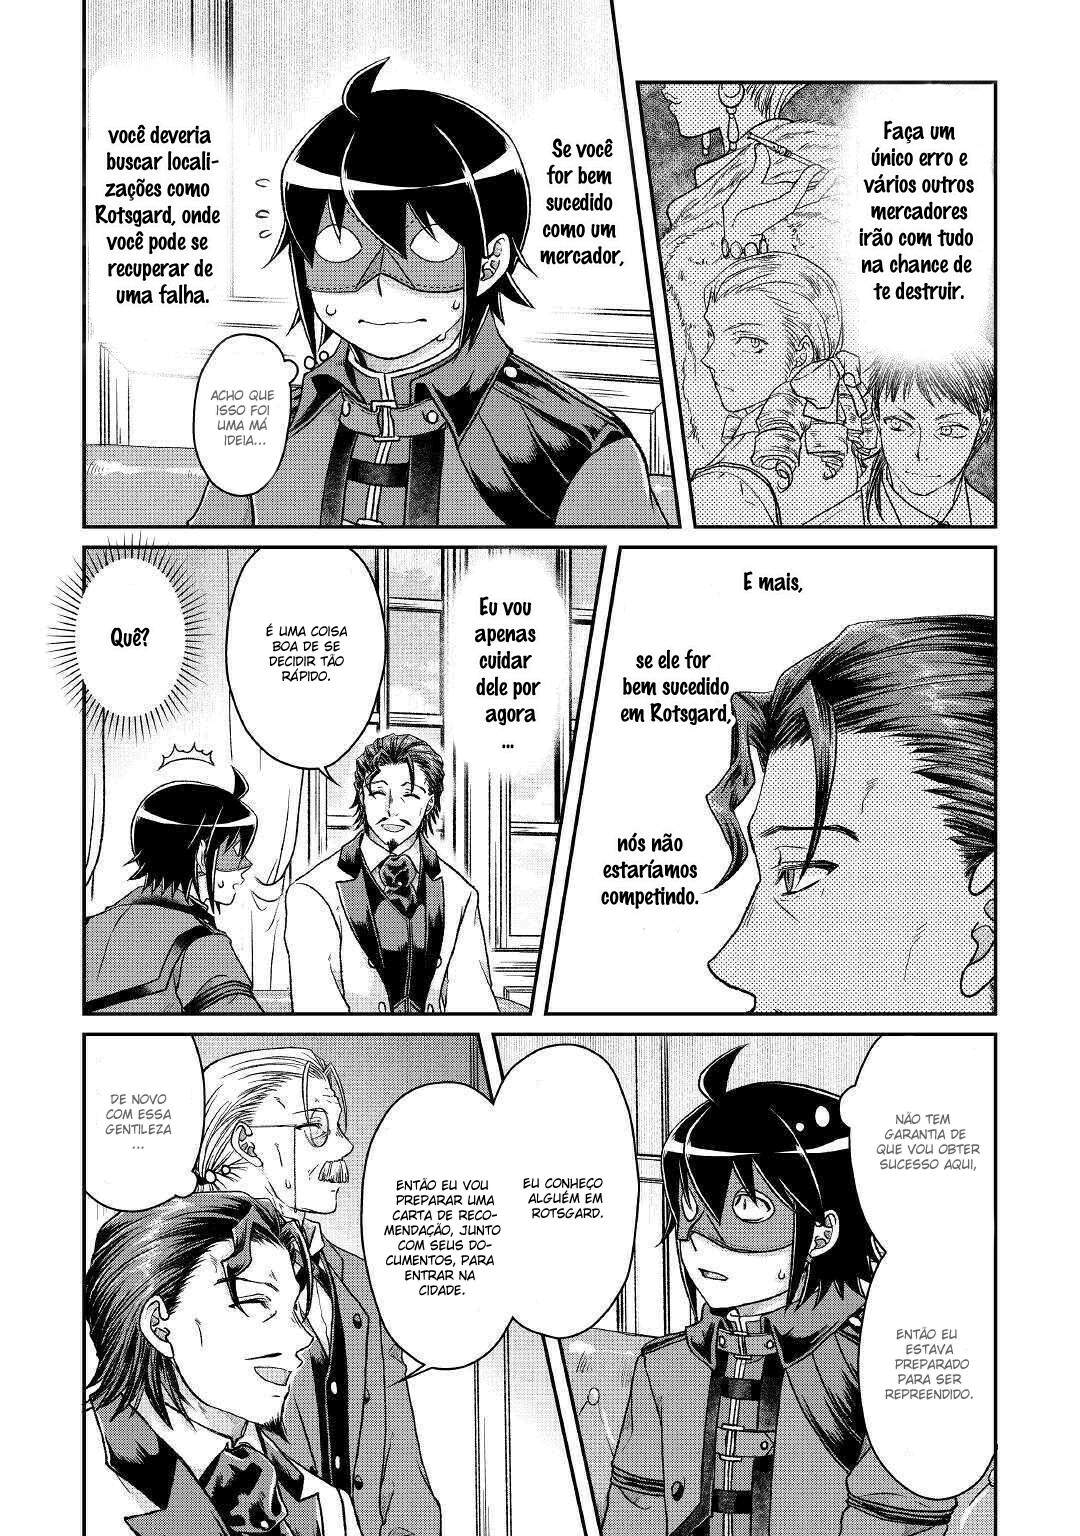 Faça um
único erro e
vários outros
mercadores
irão com tudo
na chance de
te destruir.
Se você
for bem
sucedido
como um
mercador,
você deveria
buscar locali-
zações como
Rotsgard, onde
você pode se
recuperar de
uma falha.
ACHO QUE
ISSO FOI
UMA MÁ
IDEIA...
E mais,
se ele for
bem sucedido
em Rotsgard,
nós não
estaríamos
competindo.
Eu vou
apenas
cuidar
dele por
agora
...
É UMA COISA
BOA DE SE
DECIDIR TÃO
RÁPIDO.
Quê?
NÃO TEM
GARANTIA DE
QUE VOU OBTER
SUCESSO AQUI,
ENTÃO EU
ESTAVA
PREPARADO
PARA SER
REPREENDIDO.
EU CONHEÇO
ALGUÉM EM
ROTSGARD.
ENTÃO EU VOU
PREPARAR UMA
CARTA DE RECO-
MENDAÇÃO, JUNTO
COM SEUS DO-
CUMENTOS, PARA
ENTRAR NA
CIDADE.
DE NOVO
COM ESSA
GENTILEZA
...